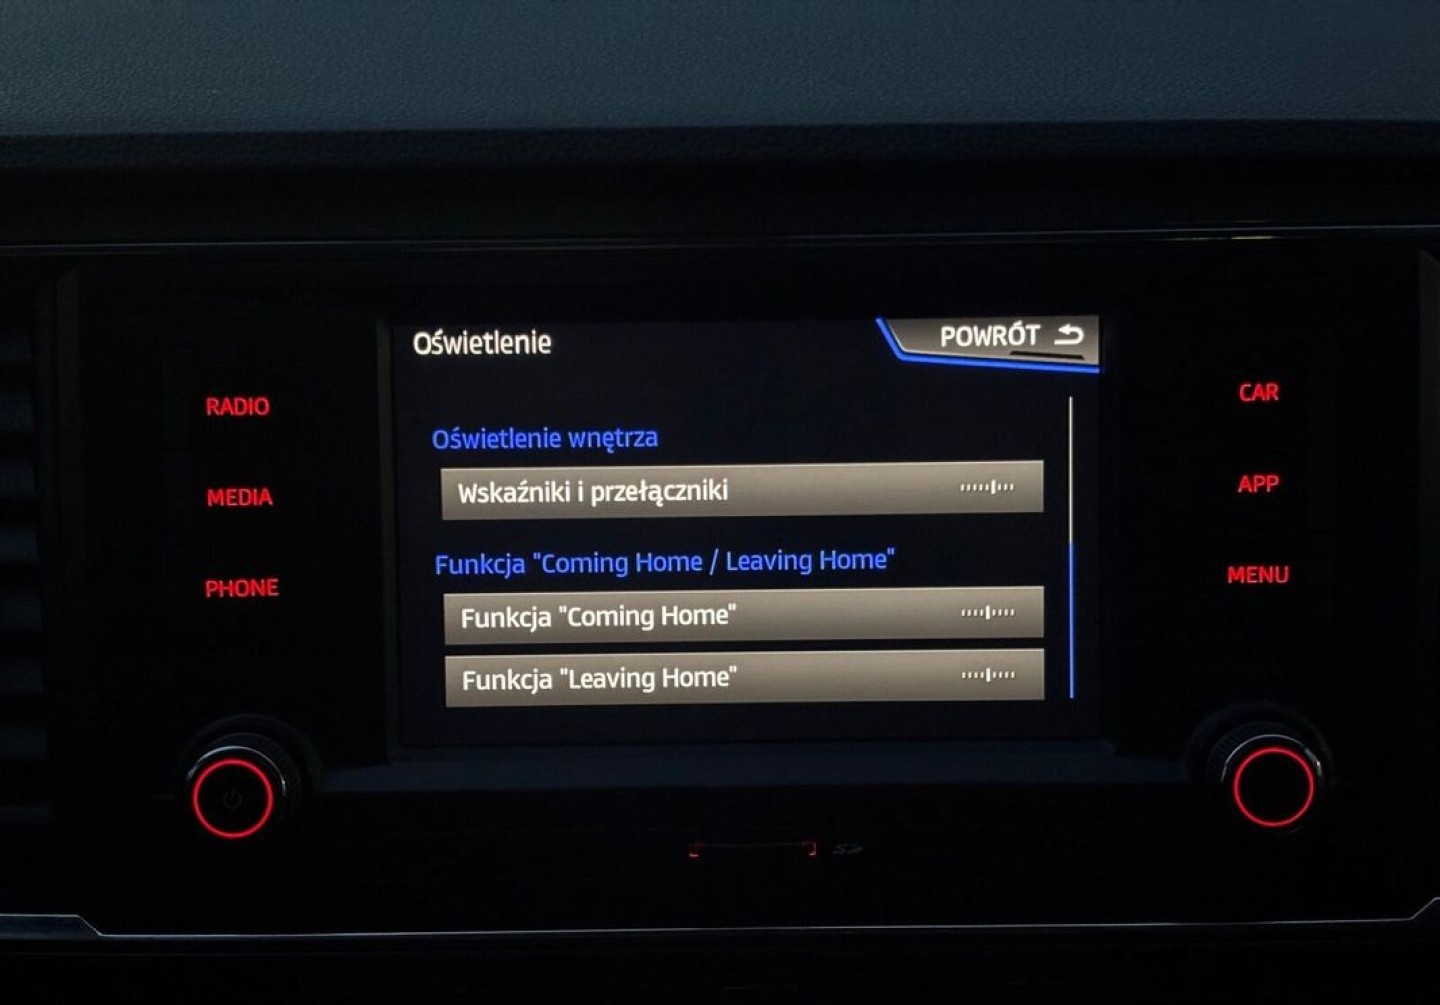 Oświetlenie
POWRÓT
RADIO
MEDIA
PHONE
Oświetlenie wnętrza
Wskaźniki i przełączniki
Funkcja "Coming Home / Leaving Home"
Funkcja "Coming Home"
Funkcja "Leaving Home"
CAR
APP
MENU
SD